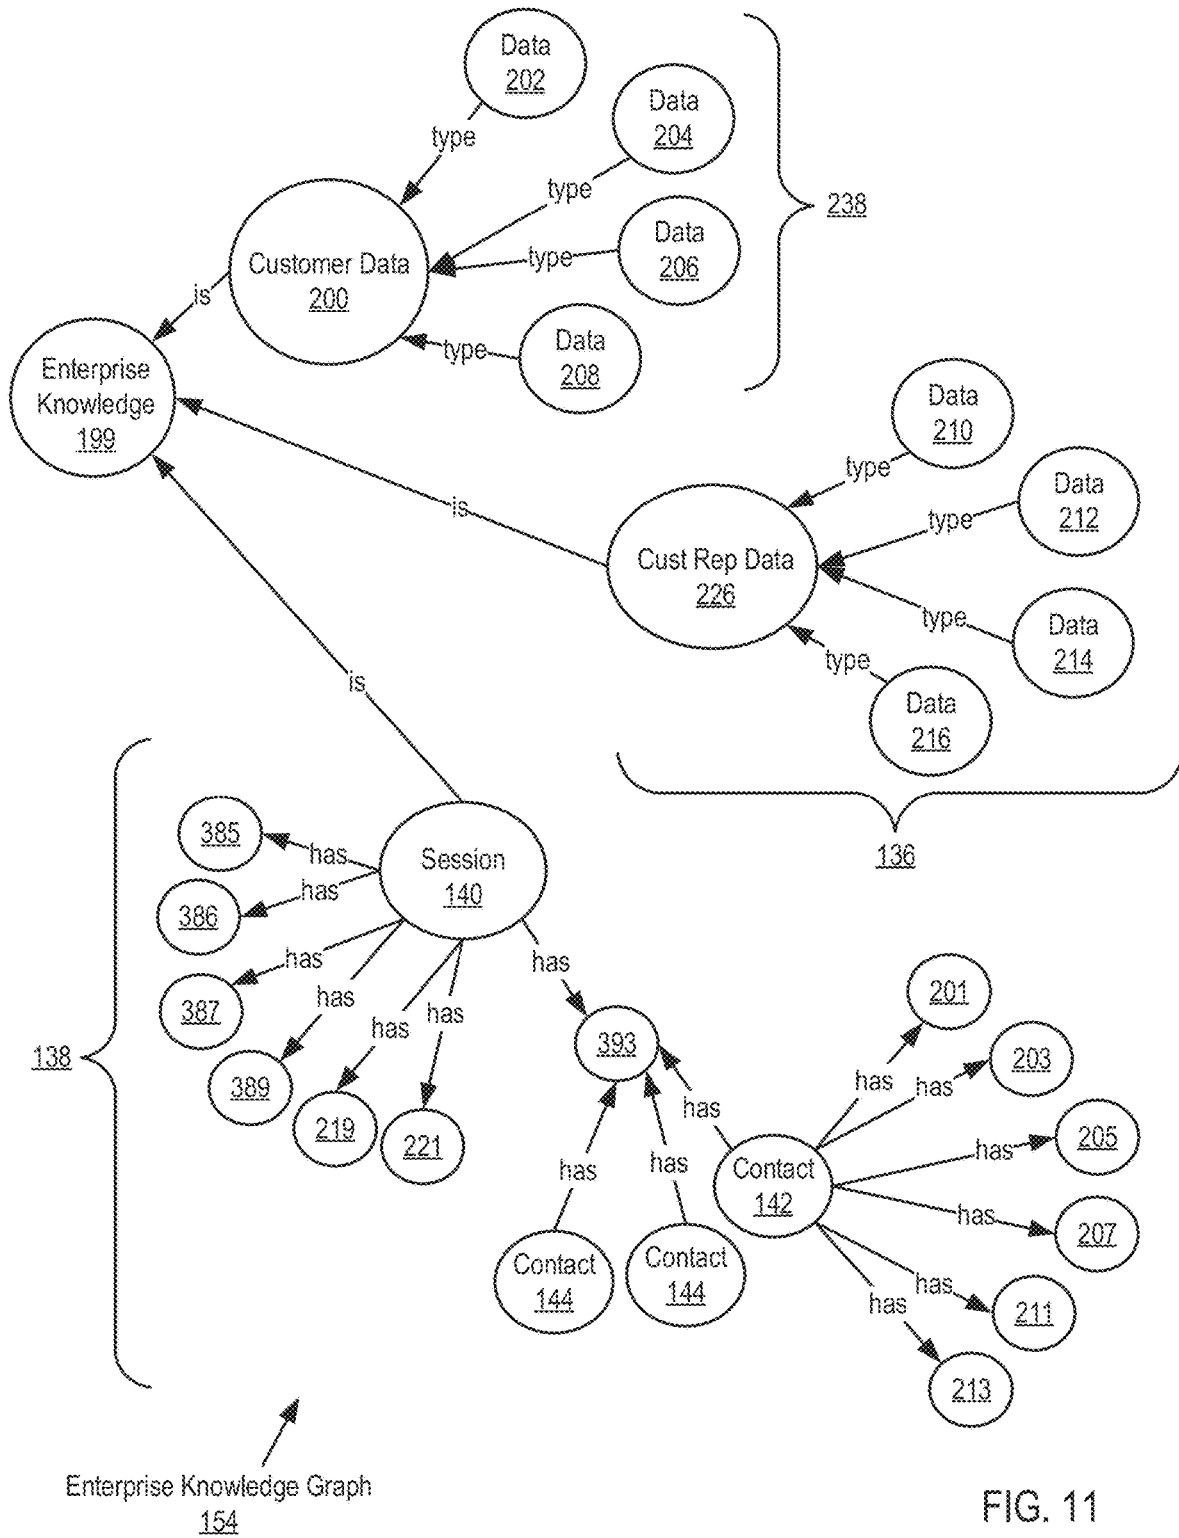 Data
202
type
Data
204
type
Data
206
type
Data
208
type
238
Customer Data
200
is
Enterprise
Knowledge
199
is
is
Data
210
type
Data
212
type
Data
214
type
Data
216
type
Cust Rep Data
226
136
138
Session
140
has
385
has
386
has
387
has
389
has
219
has
221
has
393
has
has
has
Contact
144
Contact
144
Contact
142
has
201
has
203
has
205
has
207
has
211
has
213
Enterprise Knowledge Graph
154
FIG. 11